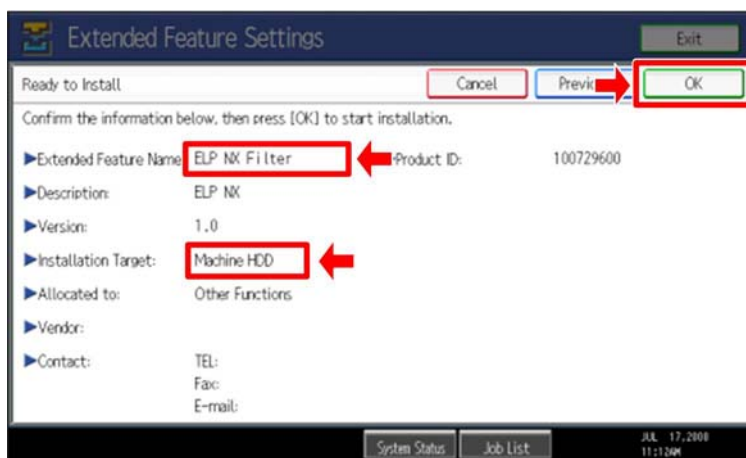 Extended Feature Settings
Exit
Ready to Install
Cancel
OK
Confirm the information below, then press [OK] to start installation.
Extended Feature Name ELP NX Filter
Product ID: 100729600
Description: ELP NX
Version: 1.0
Installation Target: Machine HDD
Allocated to: Other Functions
Vendor:
Contact: TEL:
Fax:
E-mail:
System Status
Job List
JUL 17,2008
11:12AM